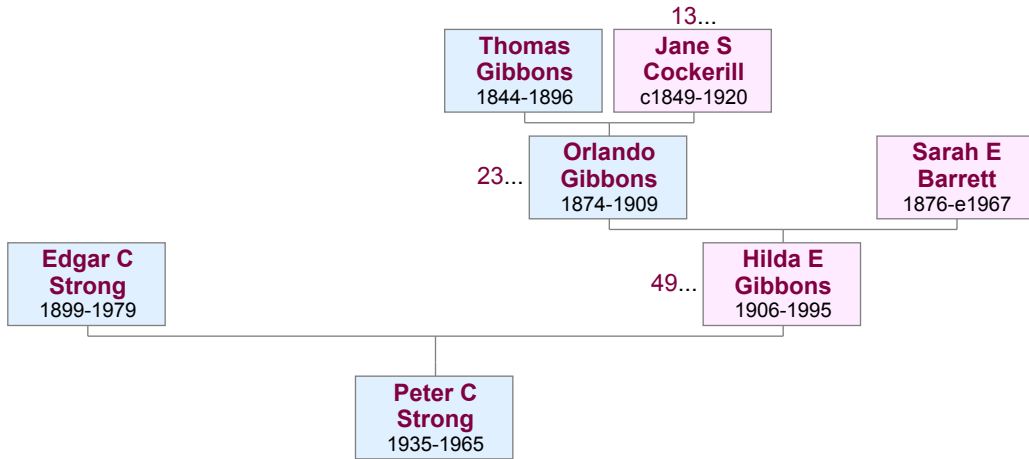 13...
Thomas
Gibbons
1844-1896
Jane S
Cockerill
c1849-1920
23...
Orlando
Gibbons
1874-1909
Sarah E
Barrett
1876-e1967
Edgar C
Strong
1899-1979
49...
Hilda E
Gibbons
1906-1995
Peter C
Strong
1935-1965